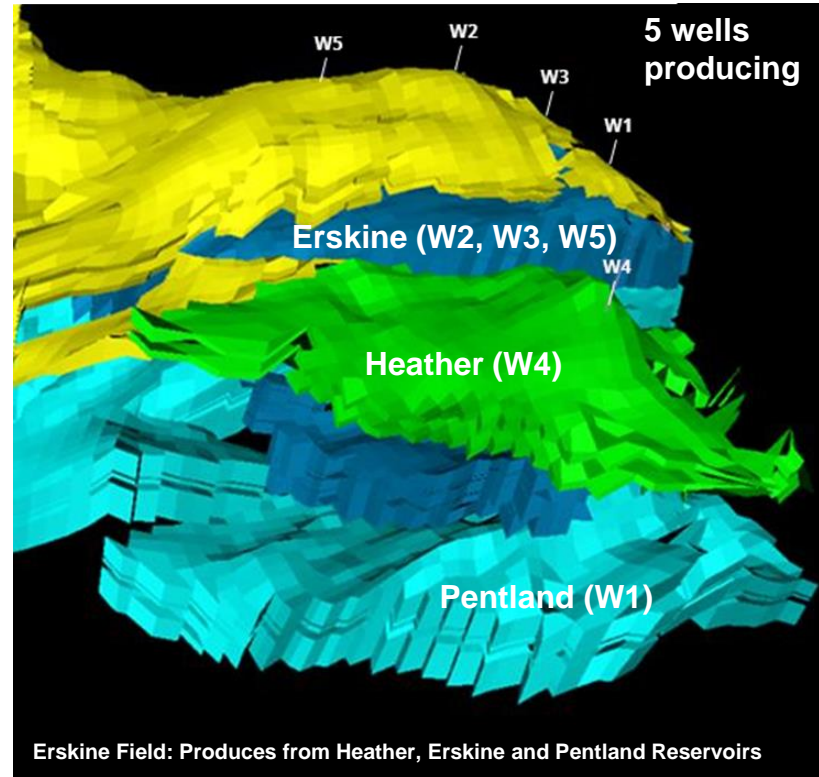 5 wells
producing
W5
W2
W3
W1
Erskine (W2, W3, W5)
W4
Heather (W4)
Pentland (W1)
Erskine Field: Produces from Heather, Erskine and Pentland Reservoirs